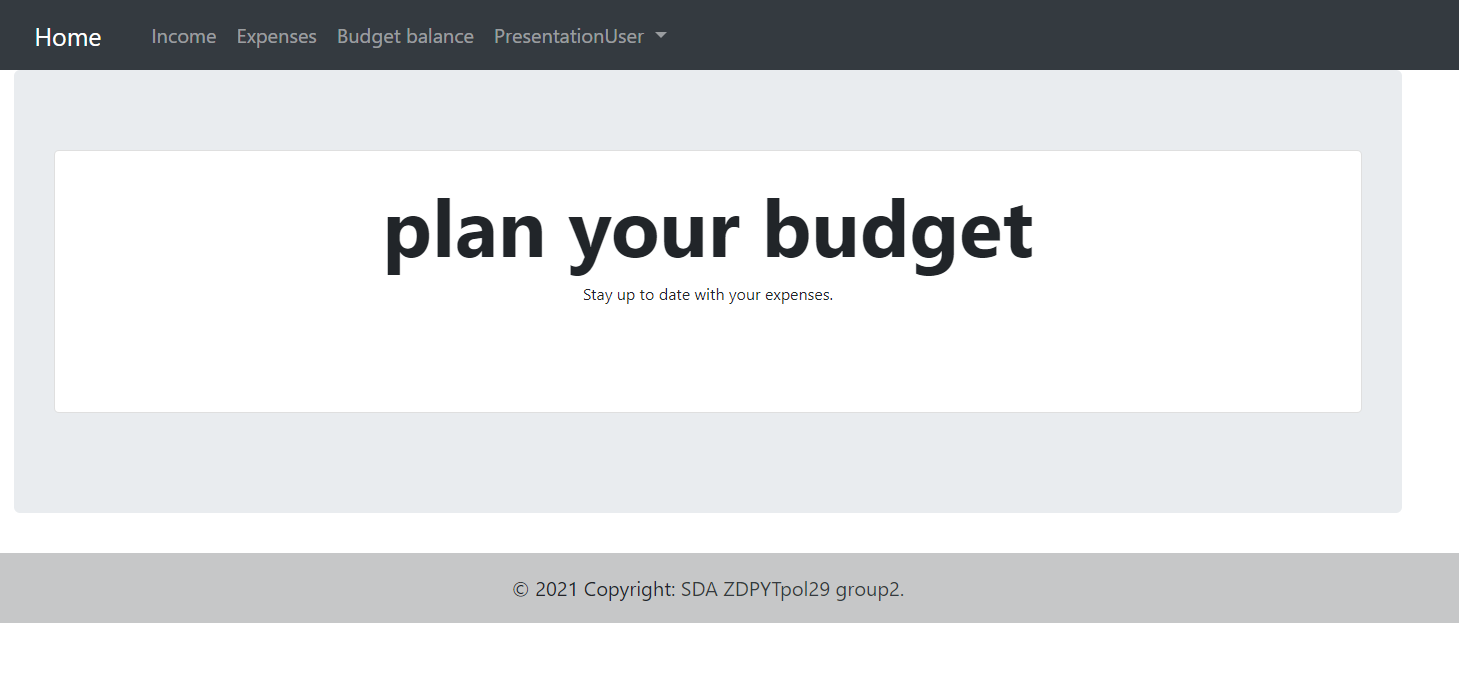 Home Income Expenses Budget balance PresentationUser
plan your budget
Stay up to date with your expenses.
© 2021 Copyright: SDA ZDPYTpol29 group2.